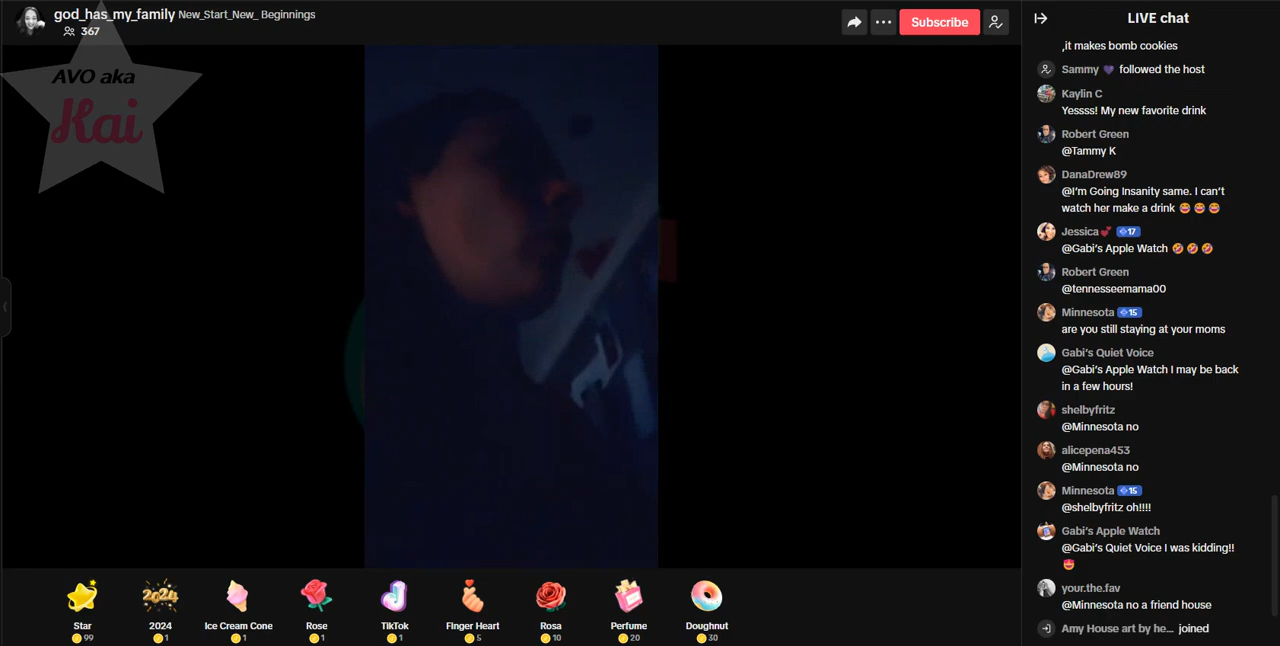 god_has_my_family New_Start_New_ Beginnings
367
Subscribe
AVO aka
Kai
LIVE chat
,it makes bomb cookies
Sammy 💜 followed the host
Kaylin C
Yessss! My new favorite drink
Robert Green
@Tammy K
DanaDrew89
@I'm Going Insanity same. I can't
watch her make a drink 😂 😂 😂
Jessica💕 17
@Gabi's Apple Watch 🤣 🤣 🤣
Robert Green
@tennesseemama00
Minnesota 15
are you still staying at your moms
Gabi's Quiet Voice
@Gabi's Apple Watch I may be back
in a few hours!
shelbyfritz
@Minnesota no
alicepena453
@Minnesota no
Minnesota 15
@shelbyfritz oh!!!!
Gabi's Apple Watch
@Gabi's Quiet Voice I was kidding!!
😍
your.the.fav
@Minnesota no a friend house
Amy House art by he... joined
2024
Star 2024 Ice Cream Cone Rose TikTok Finger Heart Rosa Perfume Doughnut
99 1 1 1 1 5 10 20 30